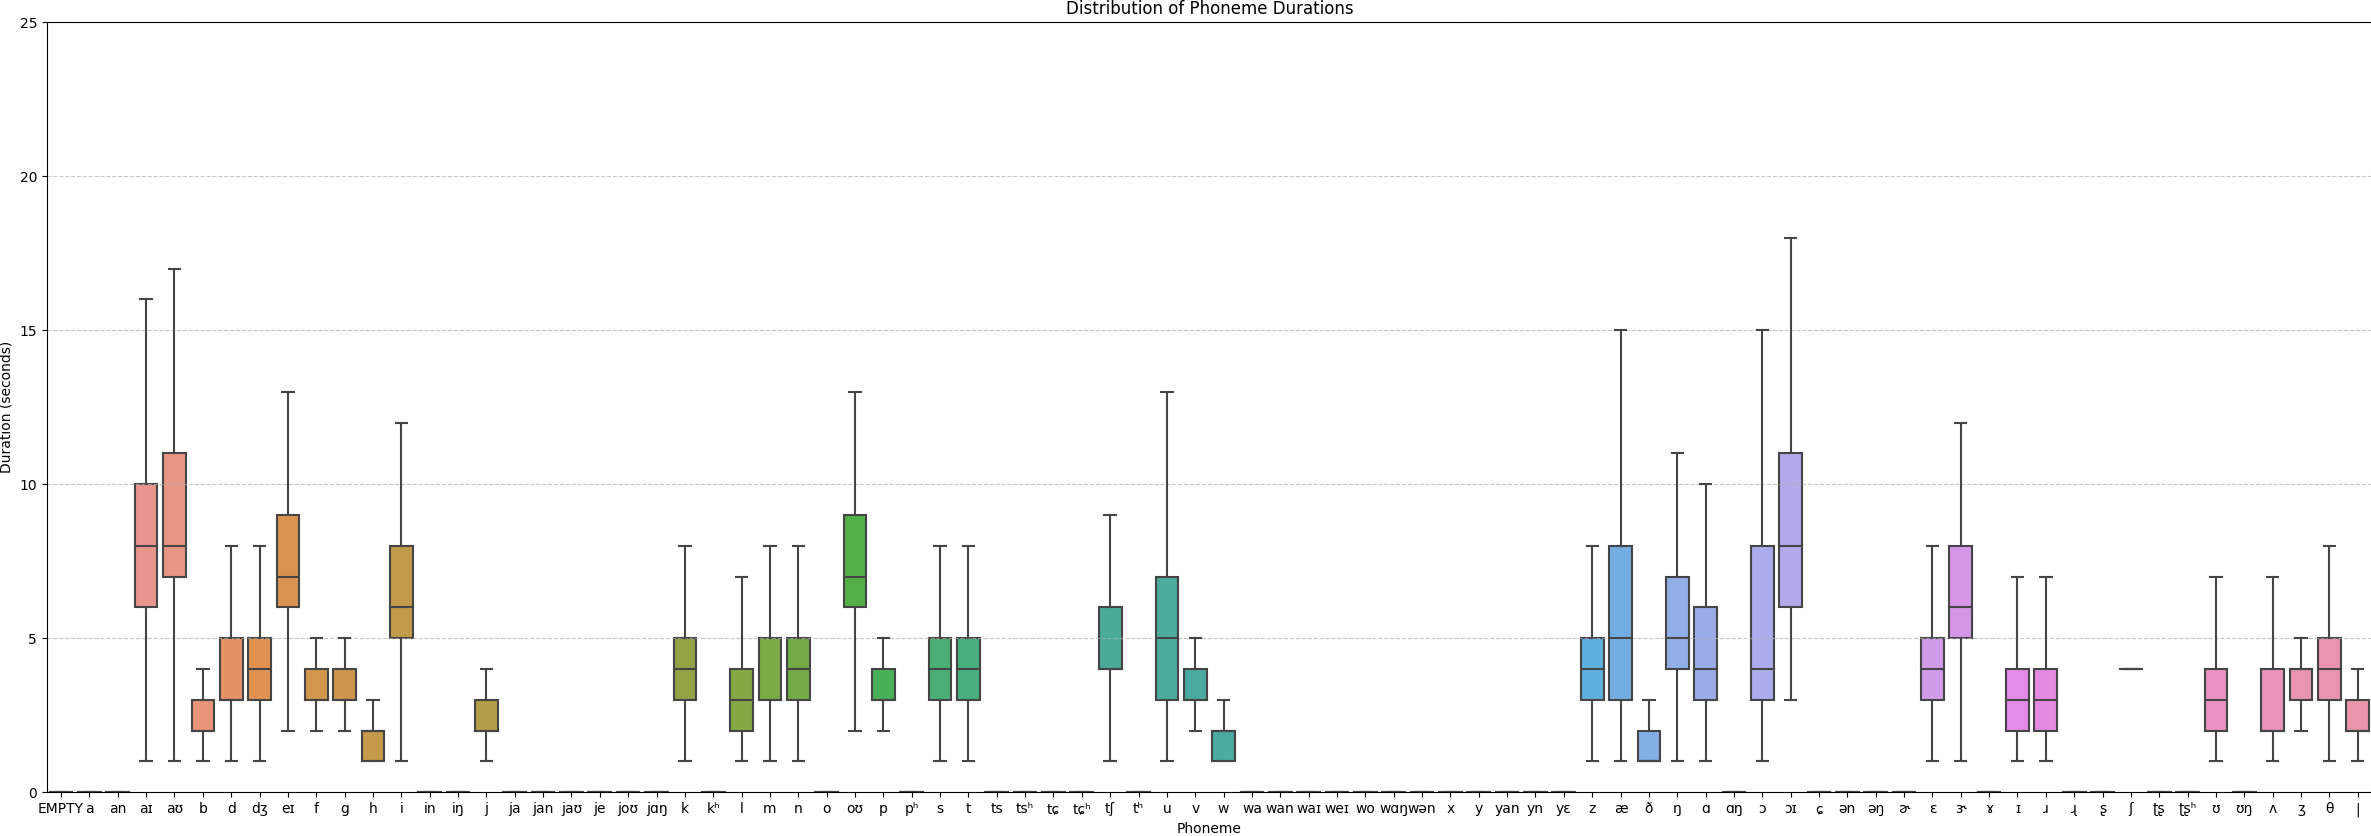 Distribution of Phoneme Durations
25
20
15
10
5
0
Duration (seconds)
EMPTY a an aɪ aʊ b d dʒ eɪ f ɡ h i in iŋ j ja jan jaʊ je joʊ jɑŋ k kʰ l m n o oʊ p pʰ s t ts tsʰ tɕ tɕʰ tʃ tʰ u v w wa wan waɪ weɪ wo wɑŋ wən x y yan yn yɛ z æ ð ŋ ɑ ɑŋ ɔ ɔɪ ɕ ən əŋ ɚ ɛ ɝ ɤ ɪ ɹ ɻ ʂ ʃ ʈʂ ʈʂʰ ʊ ʊŋ ʌ ʒ θ |
Phoneme